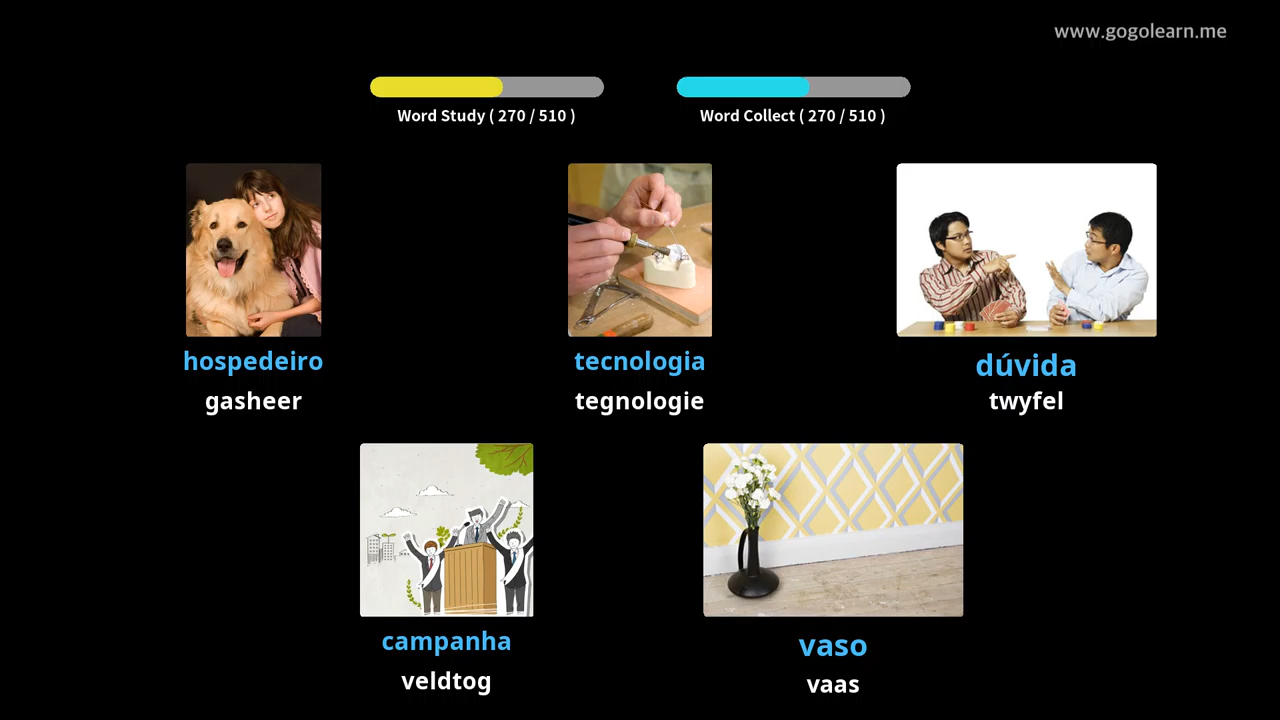 www.gogolearn.me
Word Study ( 270 / 510 )
Word Collect ( 270 / 510 )
hospedeiro
gasheer
tecnologia
tegnologie
dúvida
twyfel
campanha
veldtog
vaso
vaas